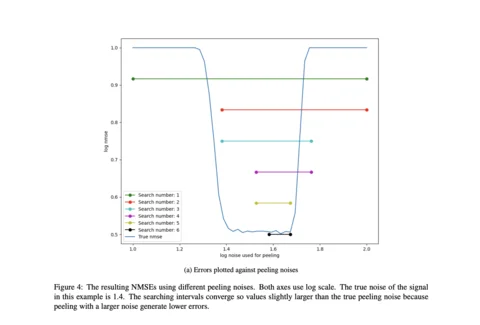 1.0
0.9
0.8
0.7
0.6
0.5
log nmse
Search number: 1
Search number: 2
Search number: 3
Search number: 4
Search number: 5
Search number: 6
True nmse
1.0 1.2 1.4 1.6 1.8 2.0
log noise used for peeling
(a) Errors plotted against peeling noises
Figure 4: The resulting NMSEs using different peeling noises. Both axes use log scale. The true noise of the signal
in this example is 1.4. The searching intervals converge so values slightly larger than the true peeling noise because
peeling with a larger noise generate lower errors.